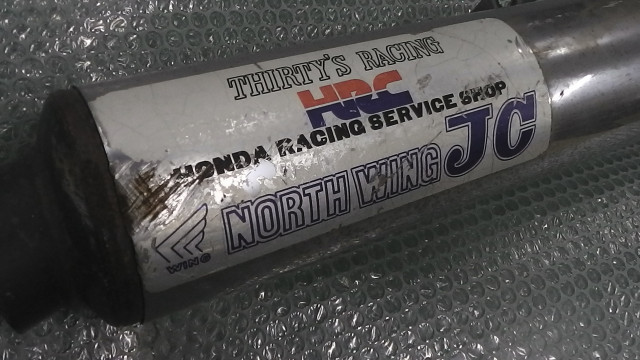 THIRTY'S RACING
HRC
HONDA RACING SERVICE SHOP
NORTH WING JC
WING